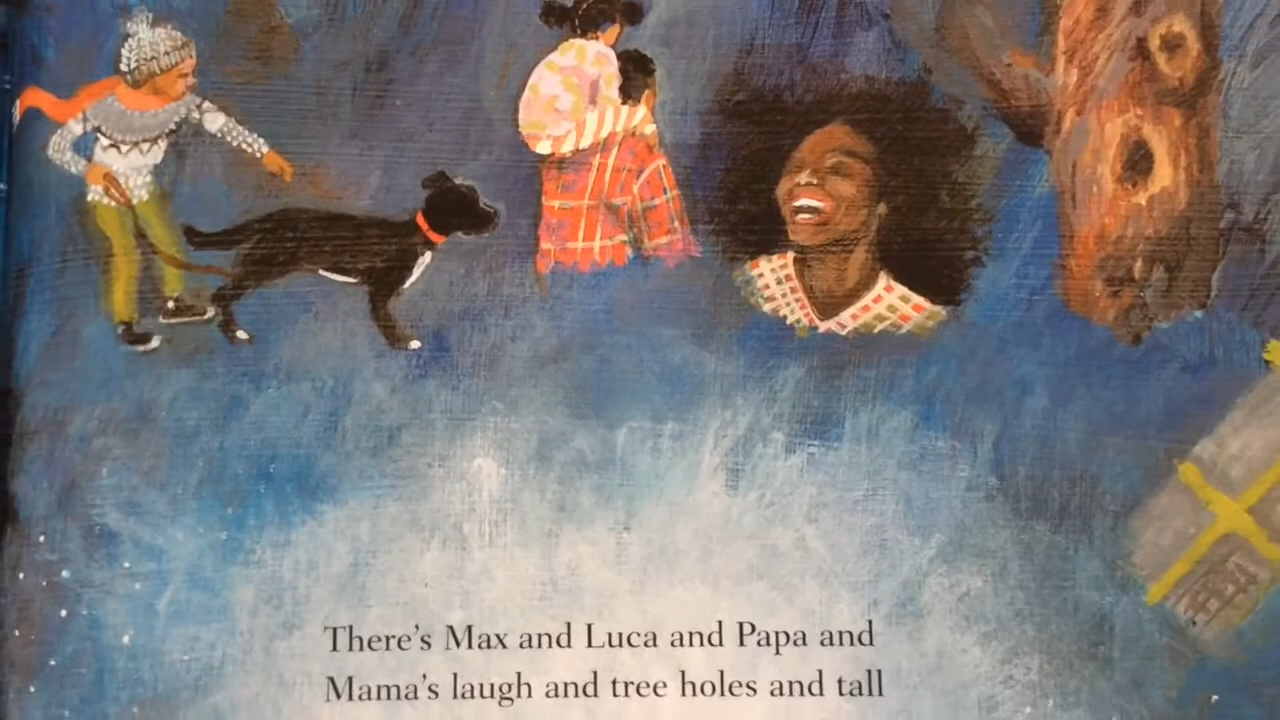 There’s Max and Luca and Papa and
Mama’s laugh and tree holes and tall